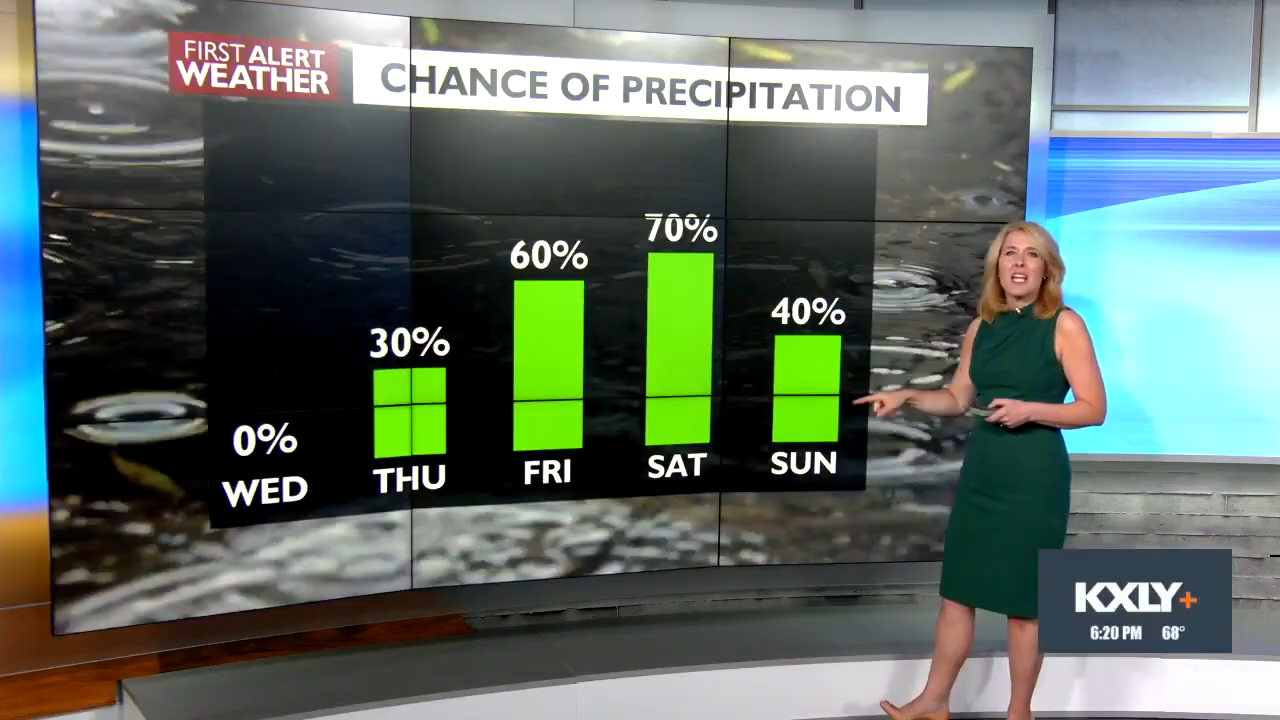 FIRST ALERT
WEATHER
CHANCE OF PRECIPITATION
0%
30%
60%
70%
40%
WED
THU
FRI
SAT
SUN
KXLY+
6:20 PM 68°